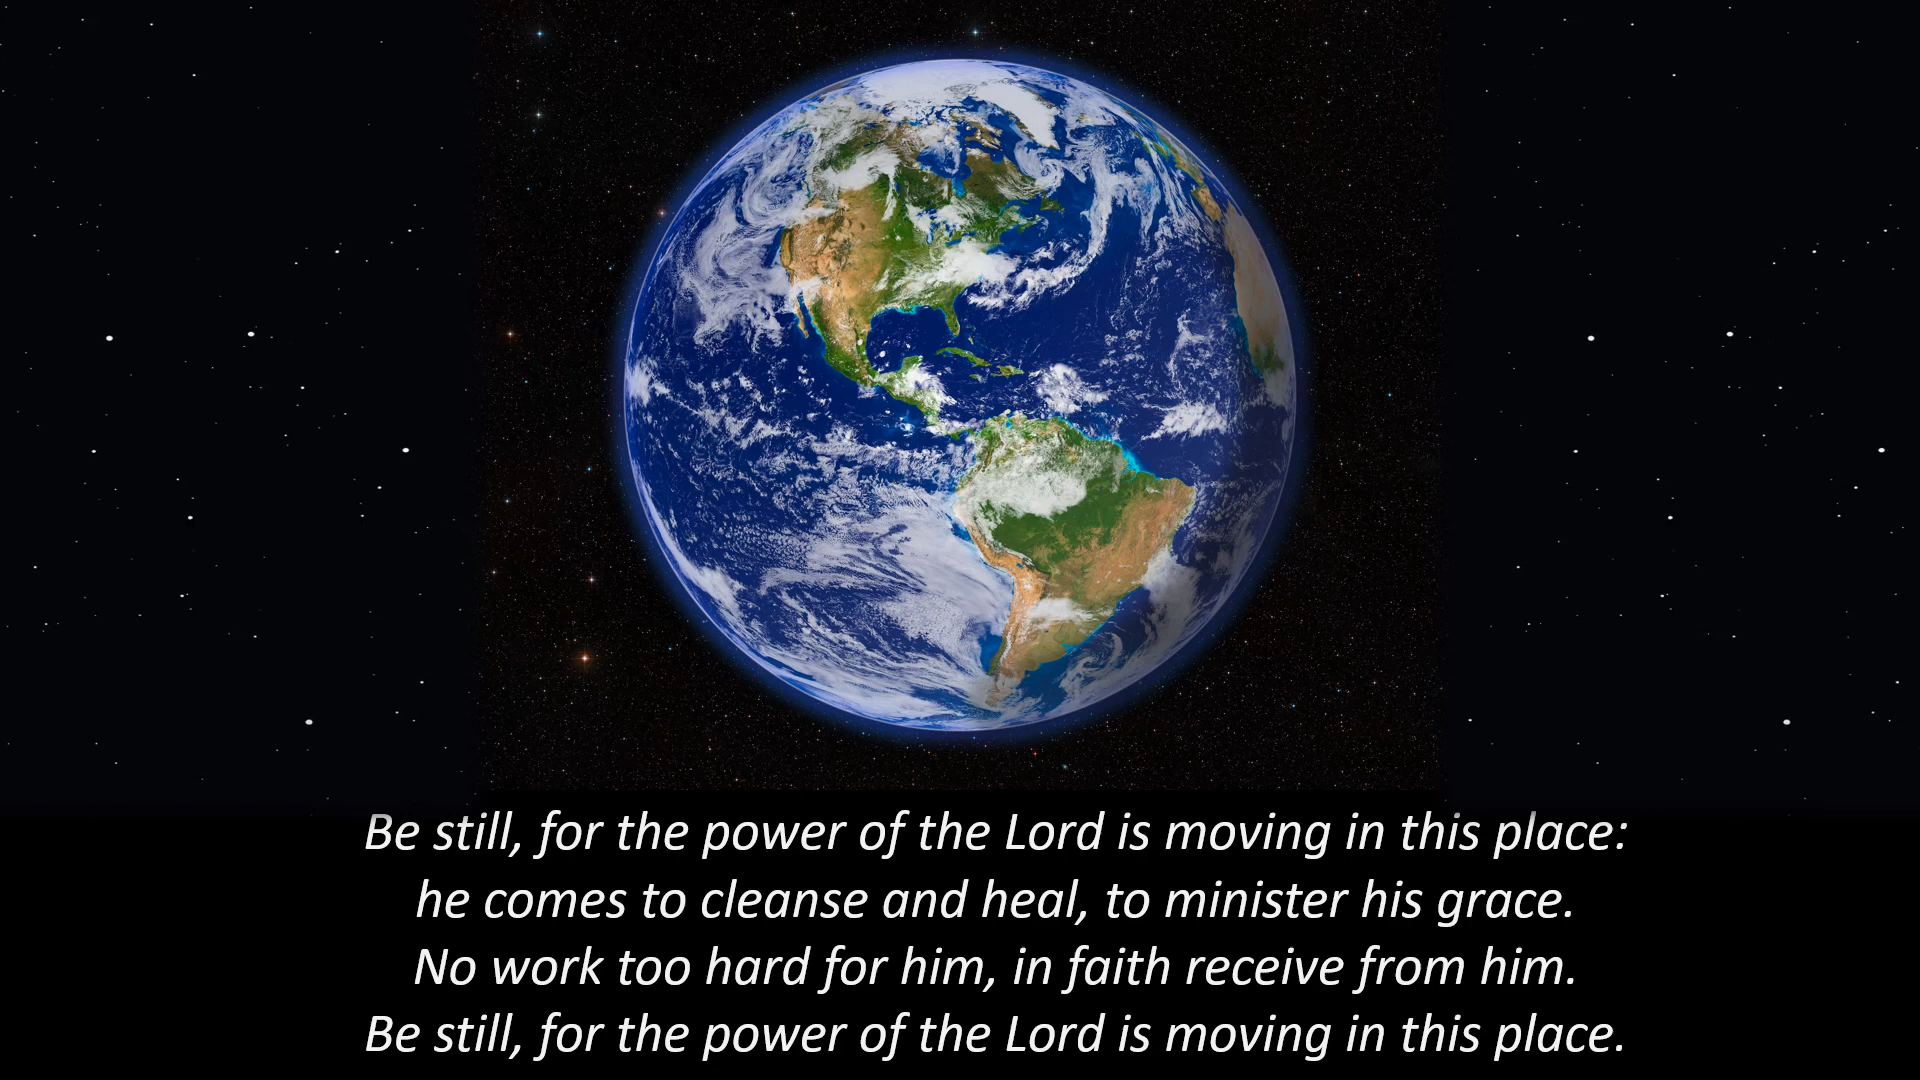 Be still, for the power of the Lord is moving in this place:
he comes to cleanse and heal, to minister his grace.
No work too hard for him, in faith receive from him.
Be still, for the power of the Lord is moving in this place.